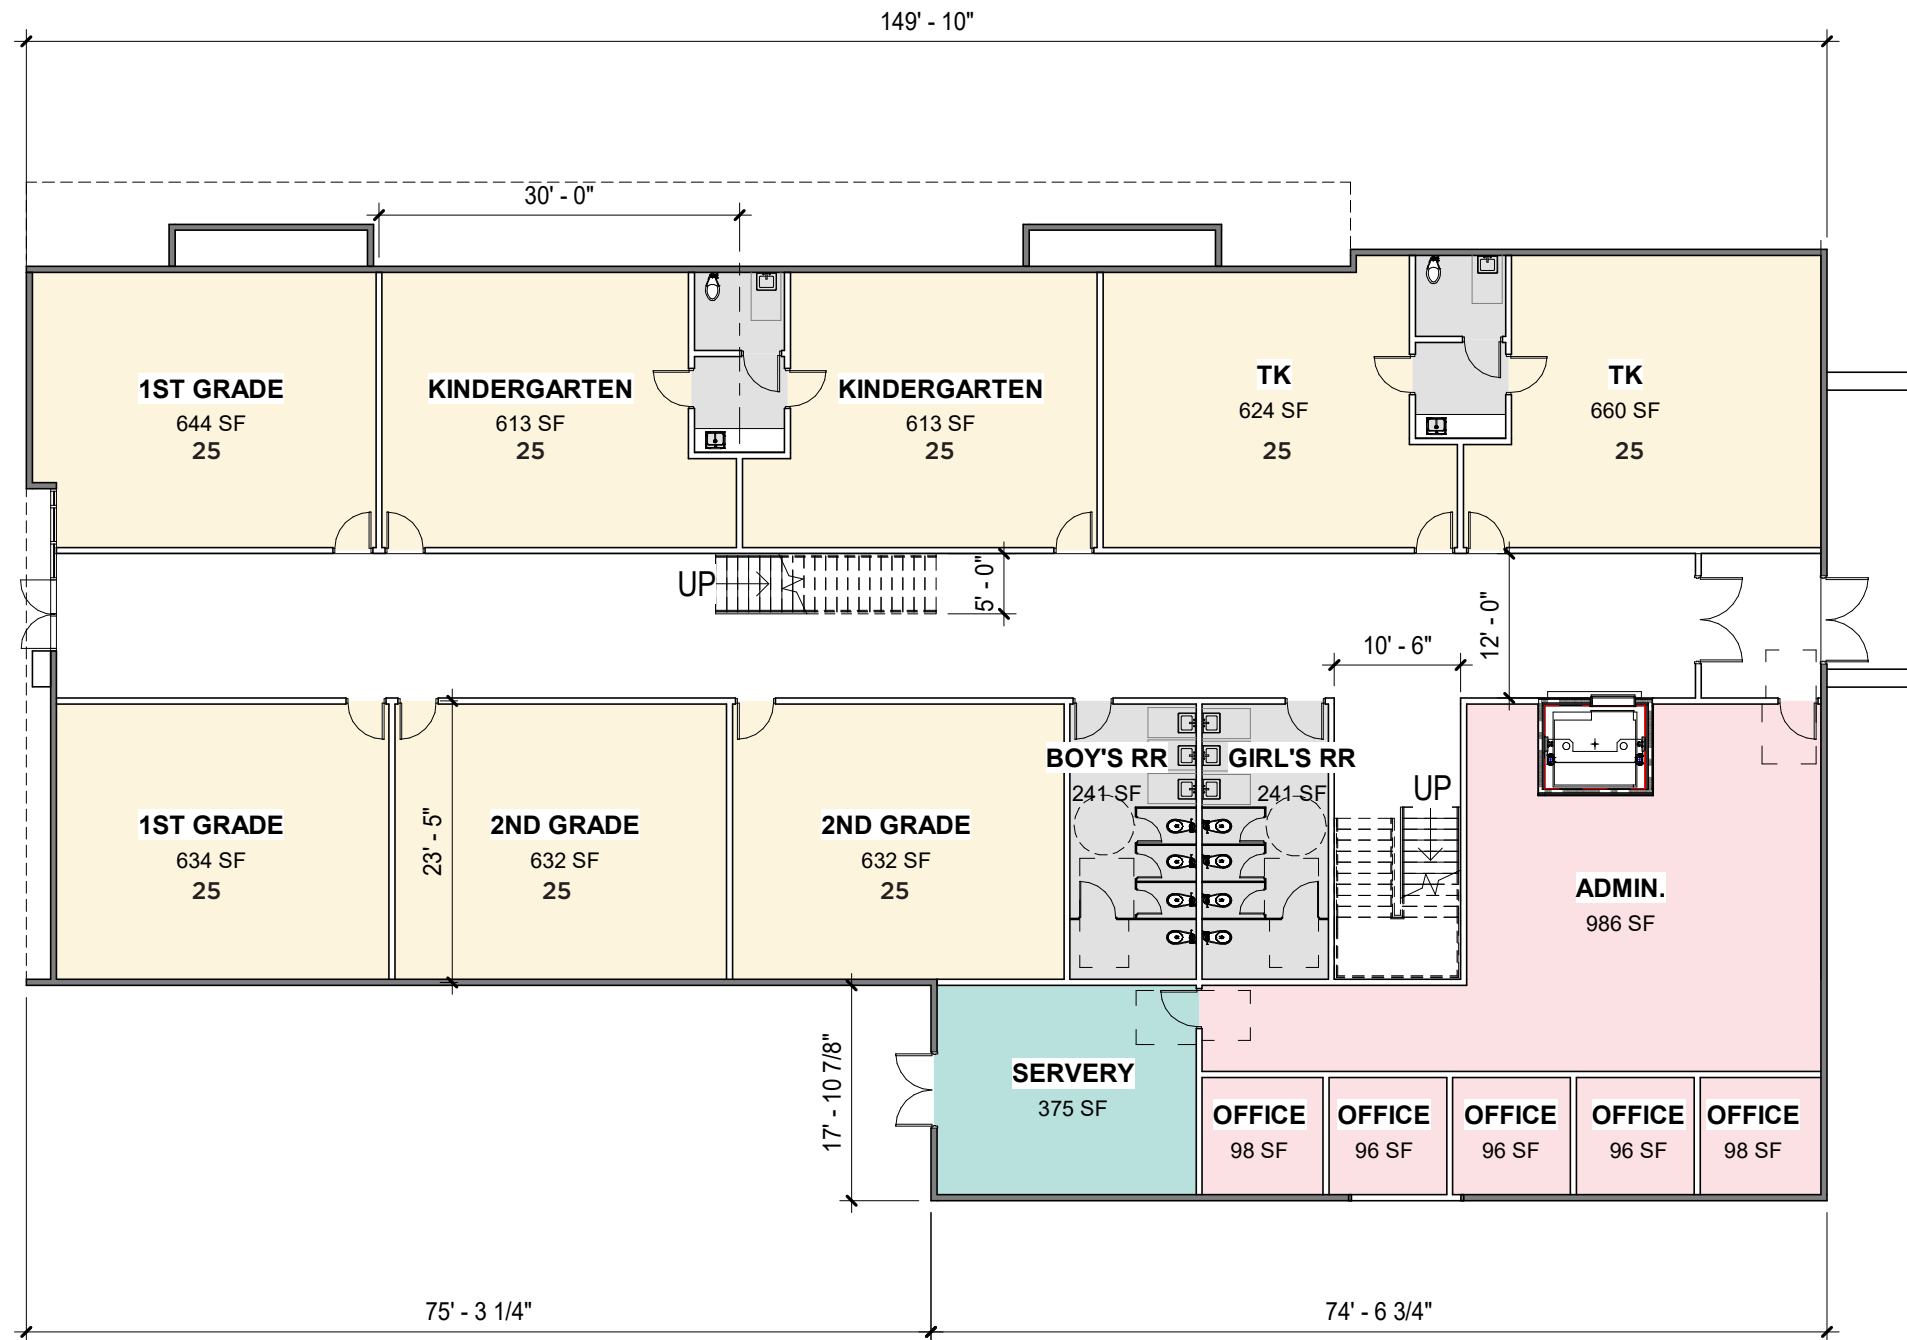 149' - 10"
30' - 0"
1ST GRADE
644 SF
25
KINDERGARTEN
613 SF
25
KINDERGARTEN
613 SF
25
TK
624 SF
25
TK
660 SF
25
UP
5' - 0"
12' - 0"
10' - 6"
1ST GRADE
634 SF
25
23' - 5"
2ND GRADE
632 SF
25
2ND GRADE
632 SF
25
BOY'S RR
241 SF
GIRL'S RR
241 SF
UP
ADMIN.
986 SF
17' - 10 7/8"
SERVERY
375 SF
OFFICE
98 SF
OFFICE
96 SF
OFFICE
96 SF
OFFICE
96 SF
OFFICE
98 SF
75' - 3 1/4"
74' - 6 3/4"